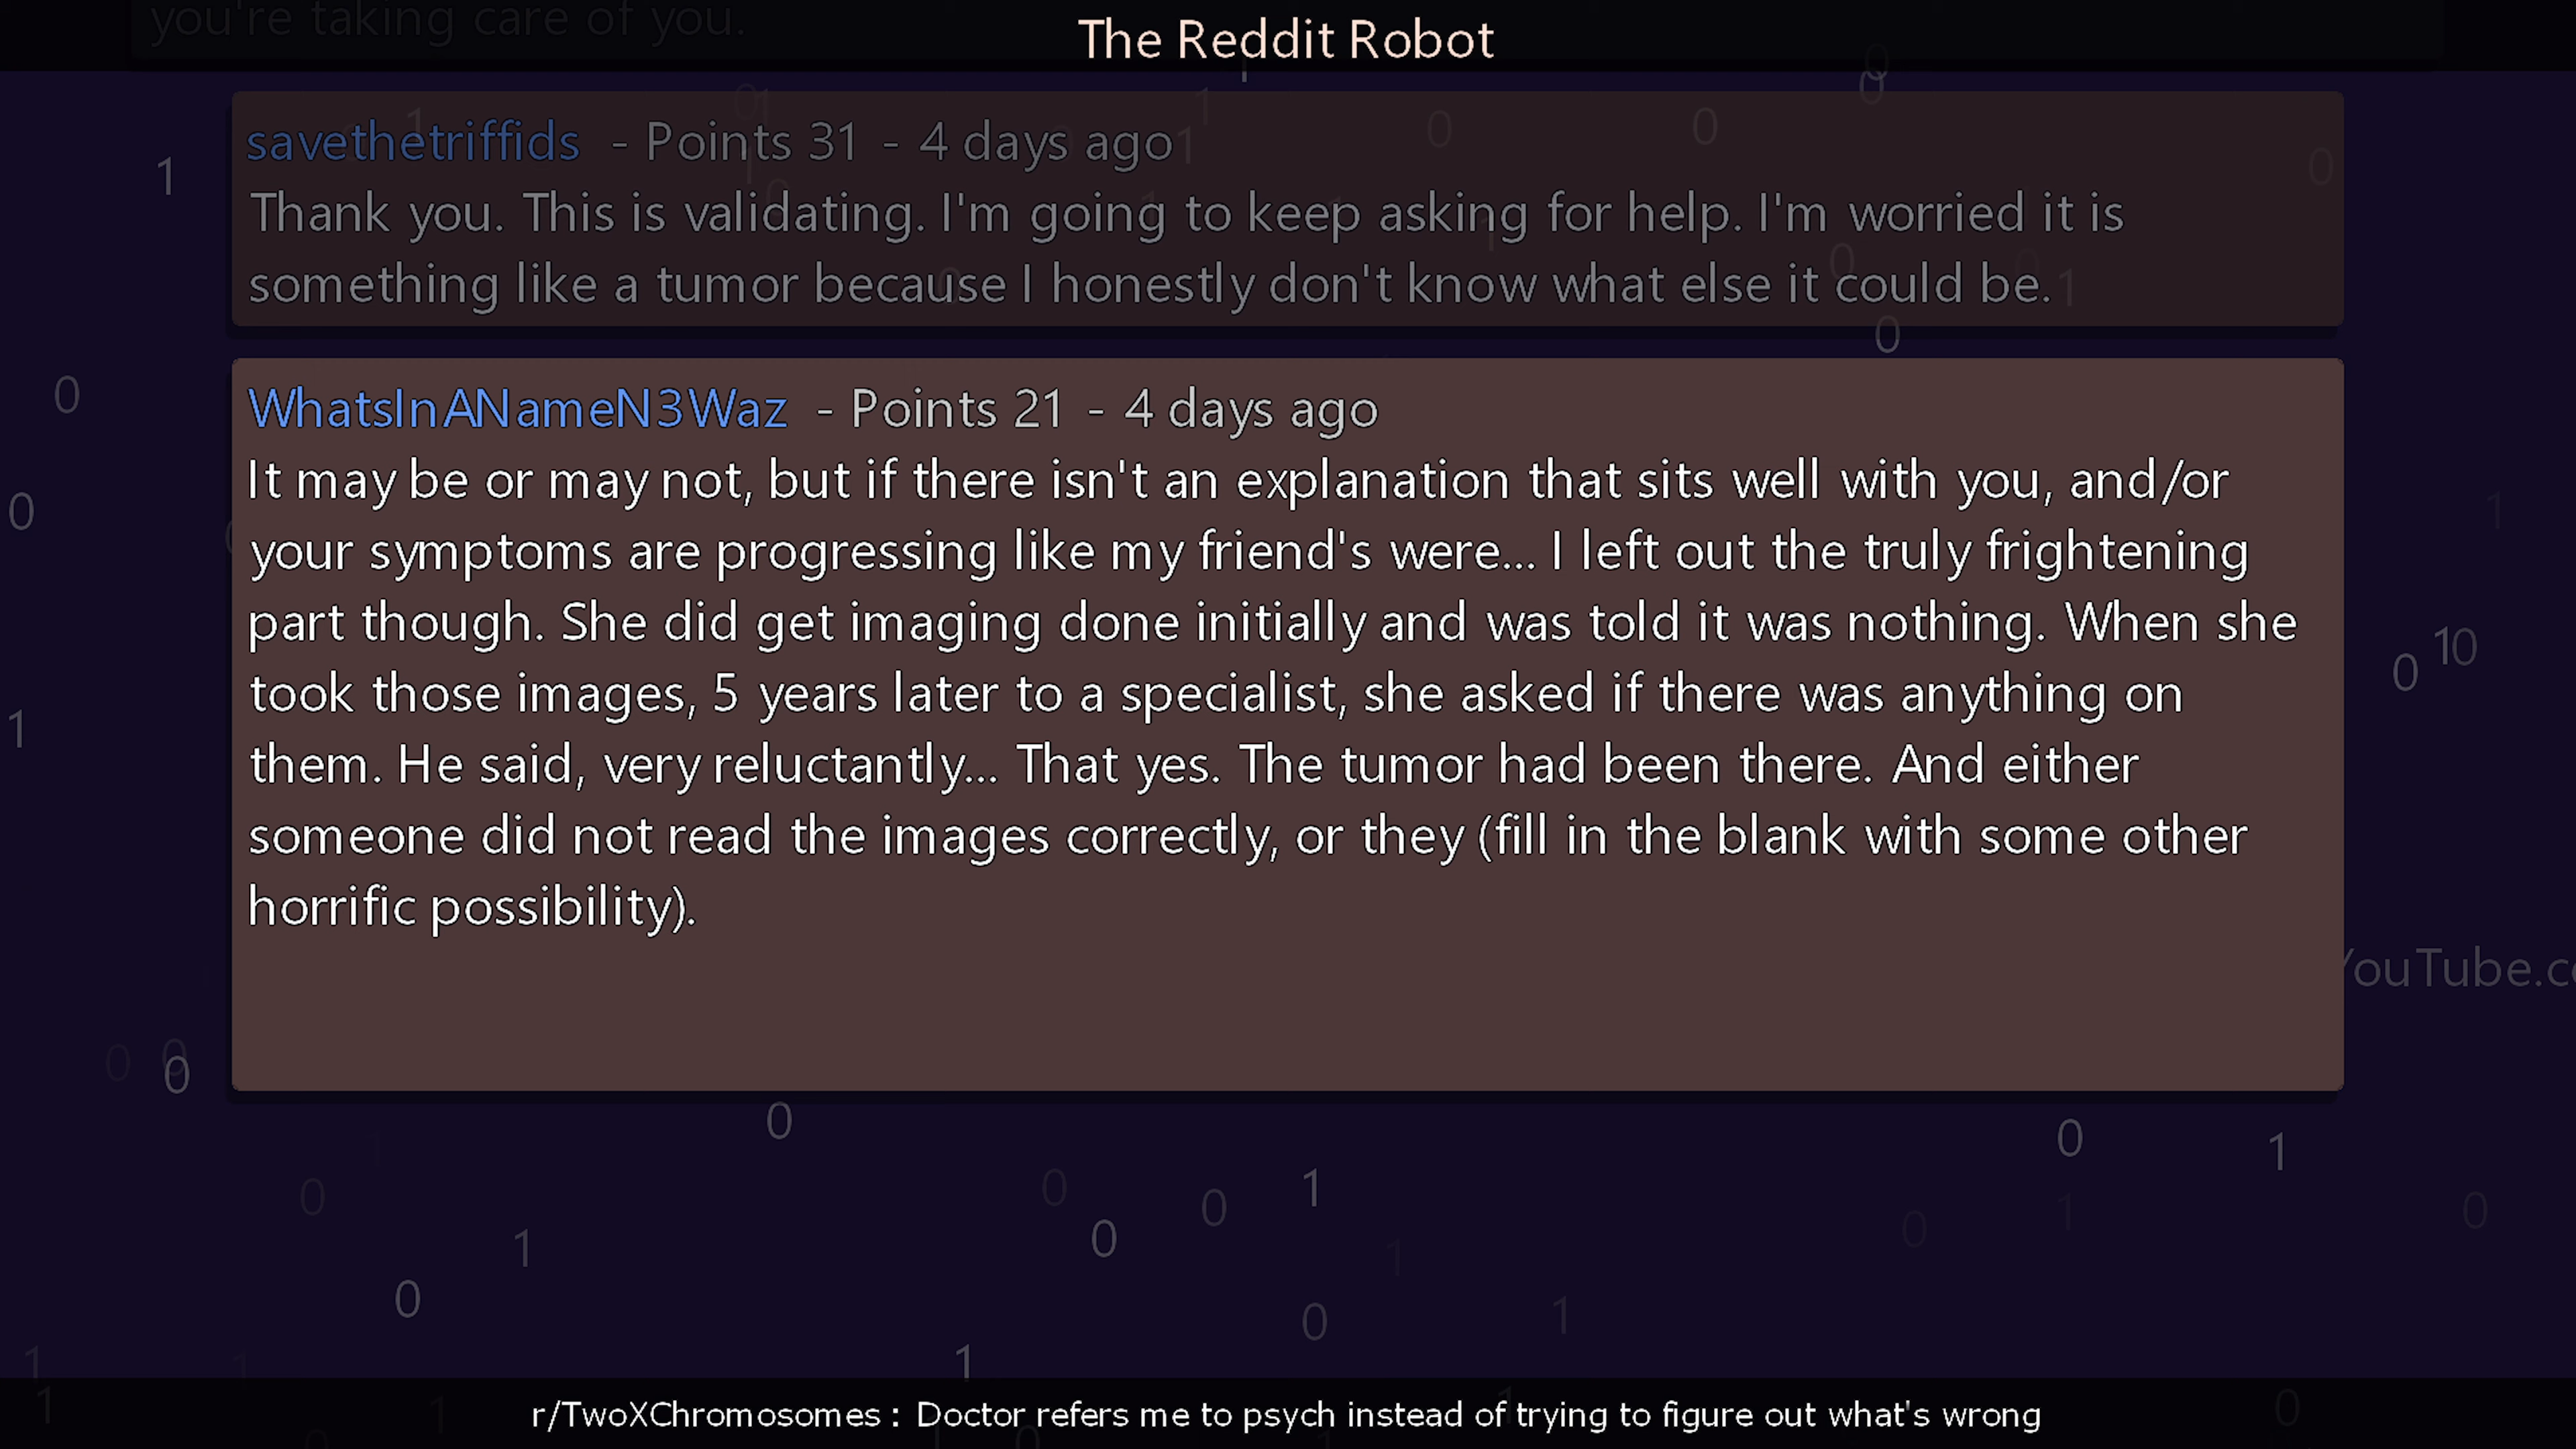 you're taking care of you.
The Reddit Robot
savethetriffids - Points 31 - 4 days ago
Thank you. This is validating. I'm going to keep asking for help. I'm worried it is
something like a tumor because I honestly don't know what else it could be.
WhatsInANameN3Waz - Points 21 - 4 days ago
It may be or may not, but if there isn't an explanation that sits well with you, and/or
your symptoms are progressing like my friend's were... I left out the truly frightening
part though. She did get imaging done initially and was told it was nothing. When she
took those images, 5 years later to a specialist, she asked if there was anything on
them. He said, very reluctantly... That yes. The tumor had been there. And either
someone did not read the images correctly, or they (fill in the blank with some other
horrific possibility).
r/TwoXChromosomes : Doctor refers me to psych instead of trying to figure out what's wrong